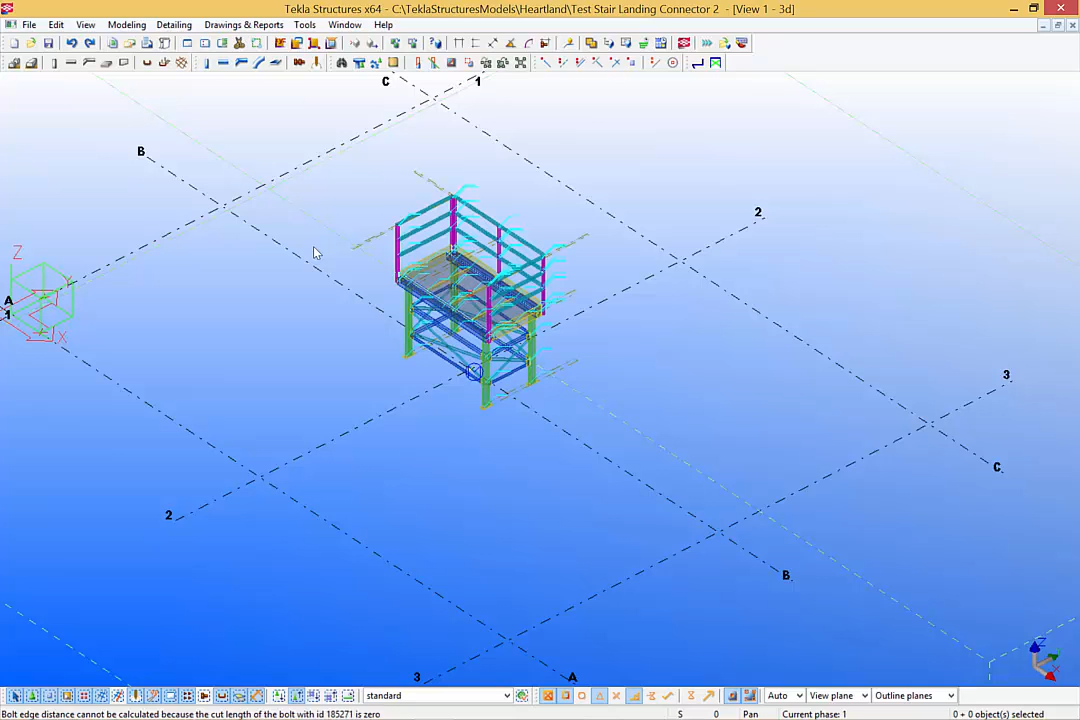 Tekla Structures x64 - C:\TeklaStructuresModels\Heartland\Test Stair Landing Connector 2 - [View 1 - 3d]
File Edit View Modeling Detailing Drawings & Reports Tools Window Help
C 1
B
2
Z
A
1
X
3
C
2
B
3 A
Z
standard Auto View plane Outline planes
Bolt edge distance cannot be calculated because the cut length of the bolt with id 185271 is zero S 0 Pan Current phase: 1 0 + 0 object(s) selected